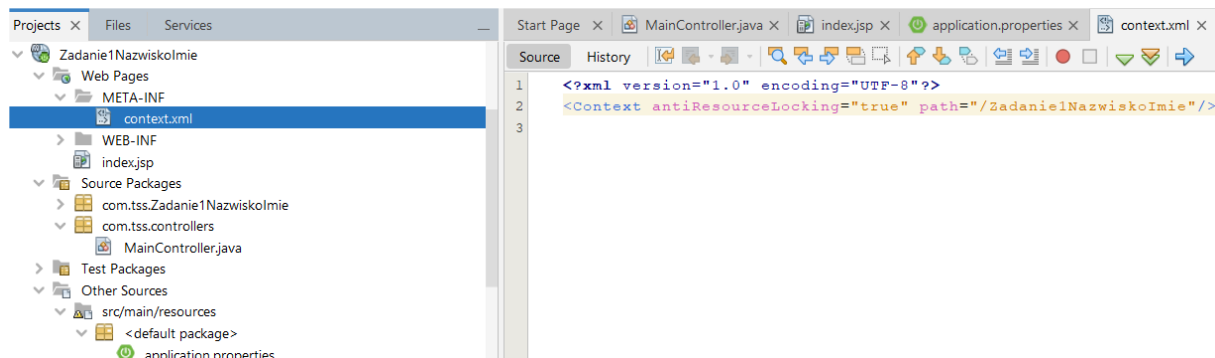 Projects Files Services
Zadanie1NazwiskoImie
Web Pages
META-INF
context.xml
WEB-INF
index.jsp
Source Packages
com.tss.Zadanie1NazwiskoImie
com.tss.controllers
MainController.java
Test Packages
Other Sources
src/main/resources
<default package>
application.properties
Start Page MainController.java index.jsp application.properties context.xml
Source History
1 <?xml version="1.0" encoding="UTF-8"?>
2 <Context antiResourceLocking="true" path="/Zadanie1NazwiskoImie"/>
3